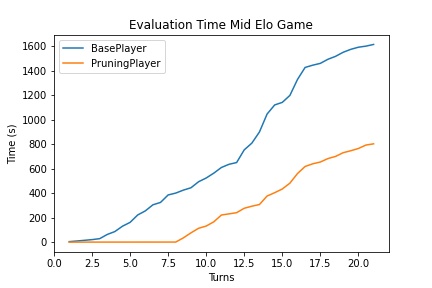 Evaluation Time Mid Elo Game
BasePlayer
PruningPlayer
1600
1400
1200
1000
800
600
400
200
0
Time (s)
0.0 2.5 5.0 7.5 10.0 12.5 15.0 17.5 20.0
Turns